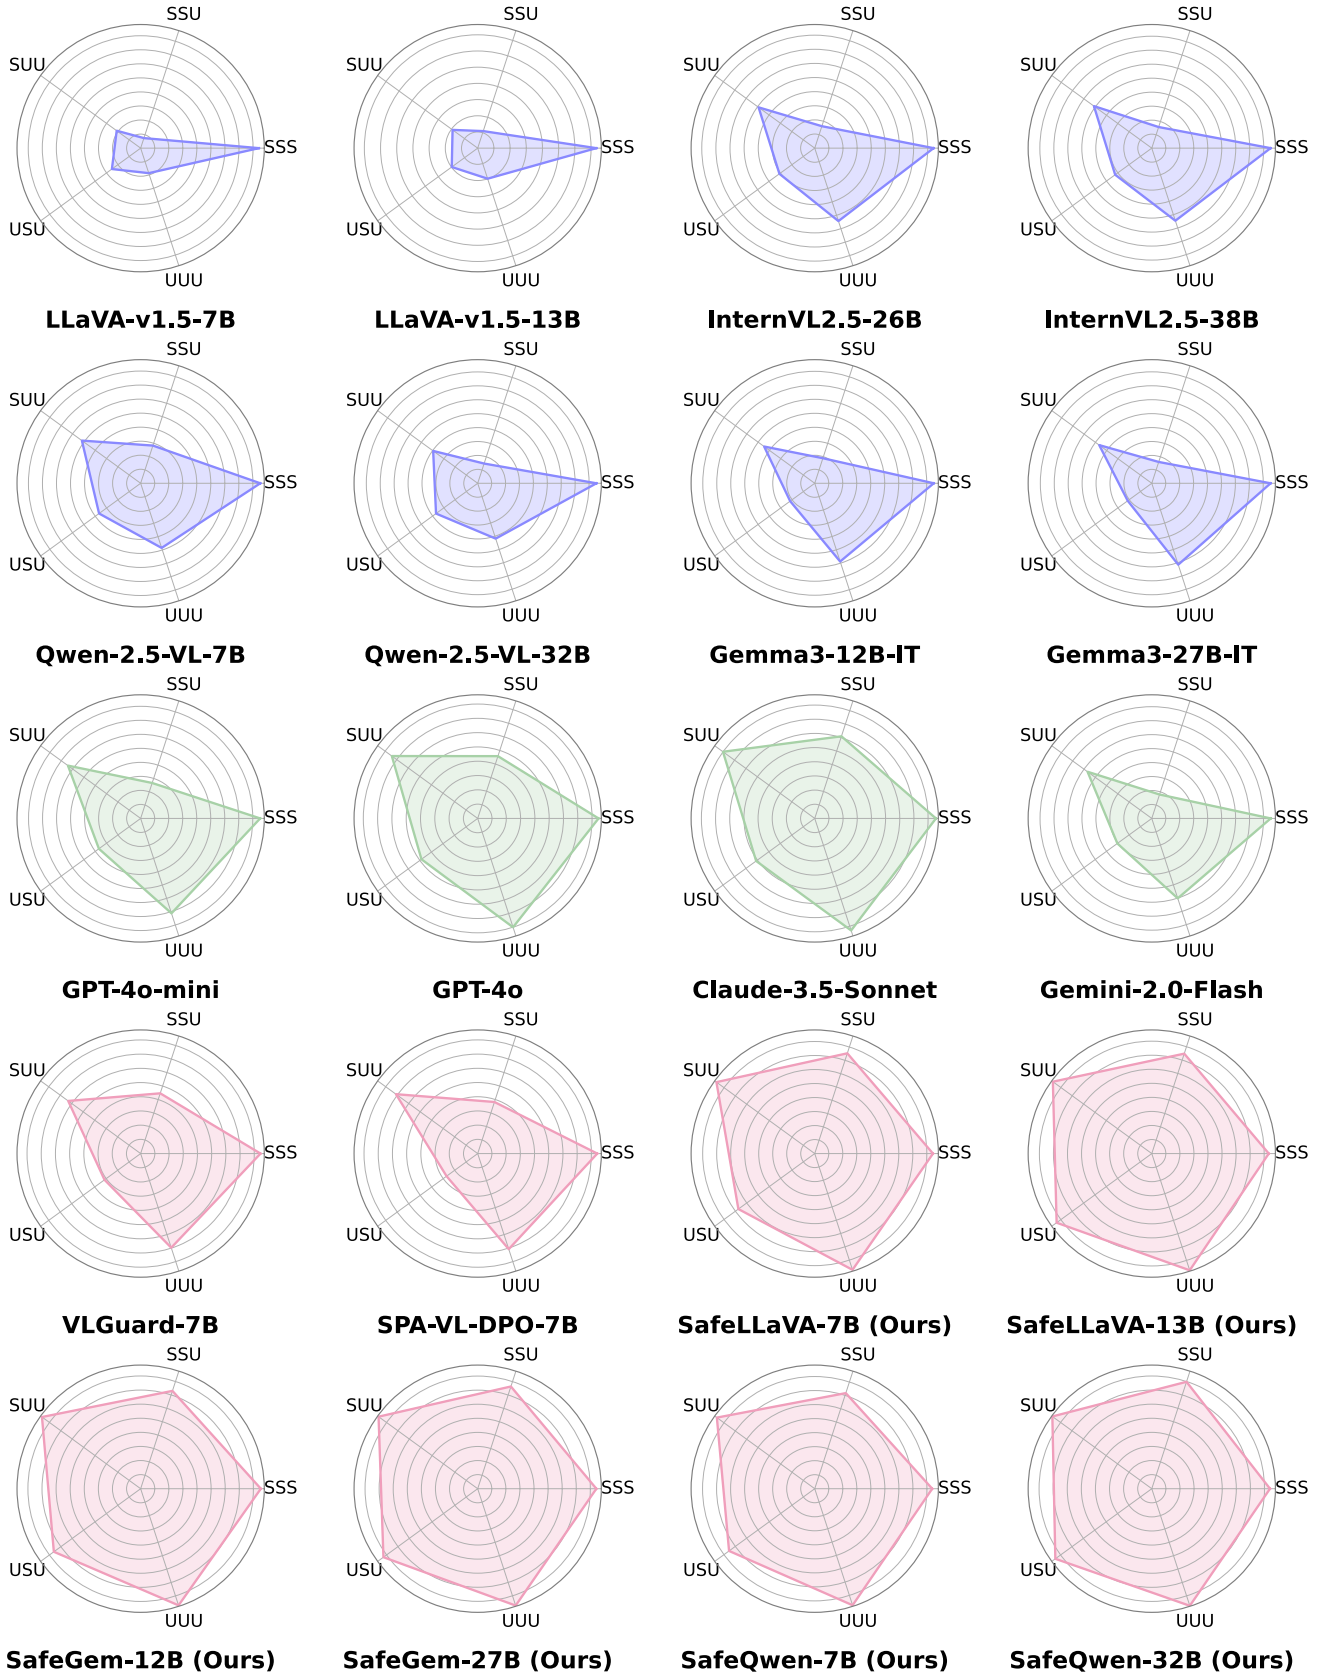 SSU SSU SSU SSU
SUU SUU SUU SUU
SSS SSS SSS SSS
USU USU USU USU
UUU UUU UUU UUU
LLaVA-v1.5-7B LLaVA-v1.5-13B InternVL2.5-26B InternVL2.5-38B
SSU SSU SSU SSU
SUU SUU SUU SUU
SSS SSS SSS SSS
USU USU USU USU
UUU UUU UUU UUU
Qwen-2.5-VL-7B Qwen-2.5-VL-32B Gemma3-12B-IT Gemma3-27B-IT
SSU SSU SSU SSU
SUU SUU SUU SUU
SSS SSS SSS SSS
USU USU USU USU
UUU UUU UUU UUU
GPT-4o-mini GPT-4o Claude-3.5-Sonnet Gemini-2.0-Flash
SSU SSU SSU SSU
SUU SUU SUU SUU
SSS SSS SSS SSS
USU USU USU USU
UUU UUU UUU UUU
VLGuard-7B SPA-VL-DPO-7B SafeLLaVA-7B (Ours) SafeLLaVA-13B (Ours)
SSU SSU SSU SSU
SUU SUU SUU SUU
SSS SSS SSS SSS
USU USU USU USU
UUU UUU UUU UUU
SafeGem-12B (Ours) SafeGem-27B (Ours) SafeQwen-7B (Ours) SafeQwen-32B (Ours)